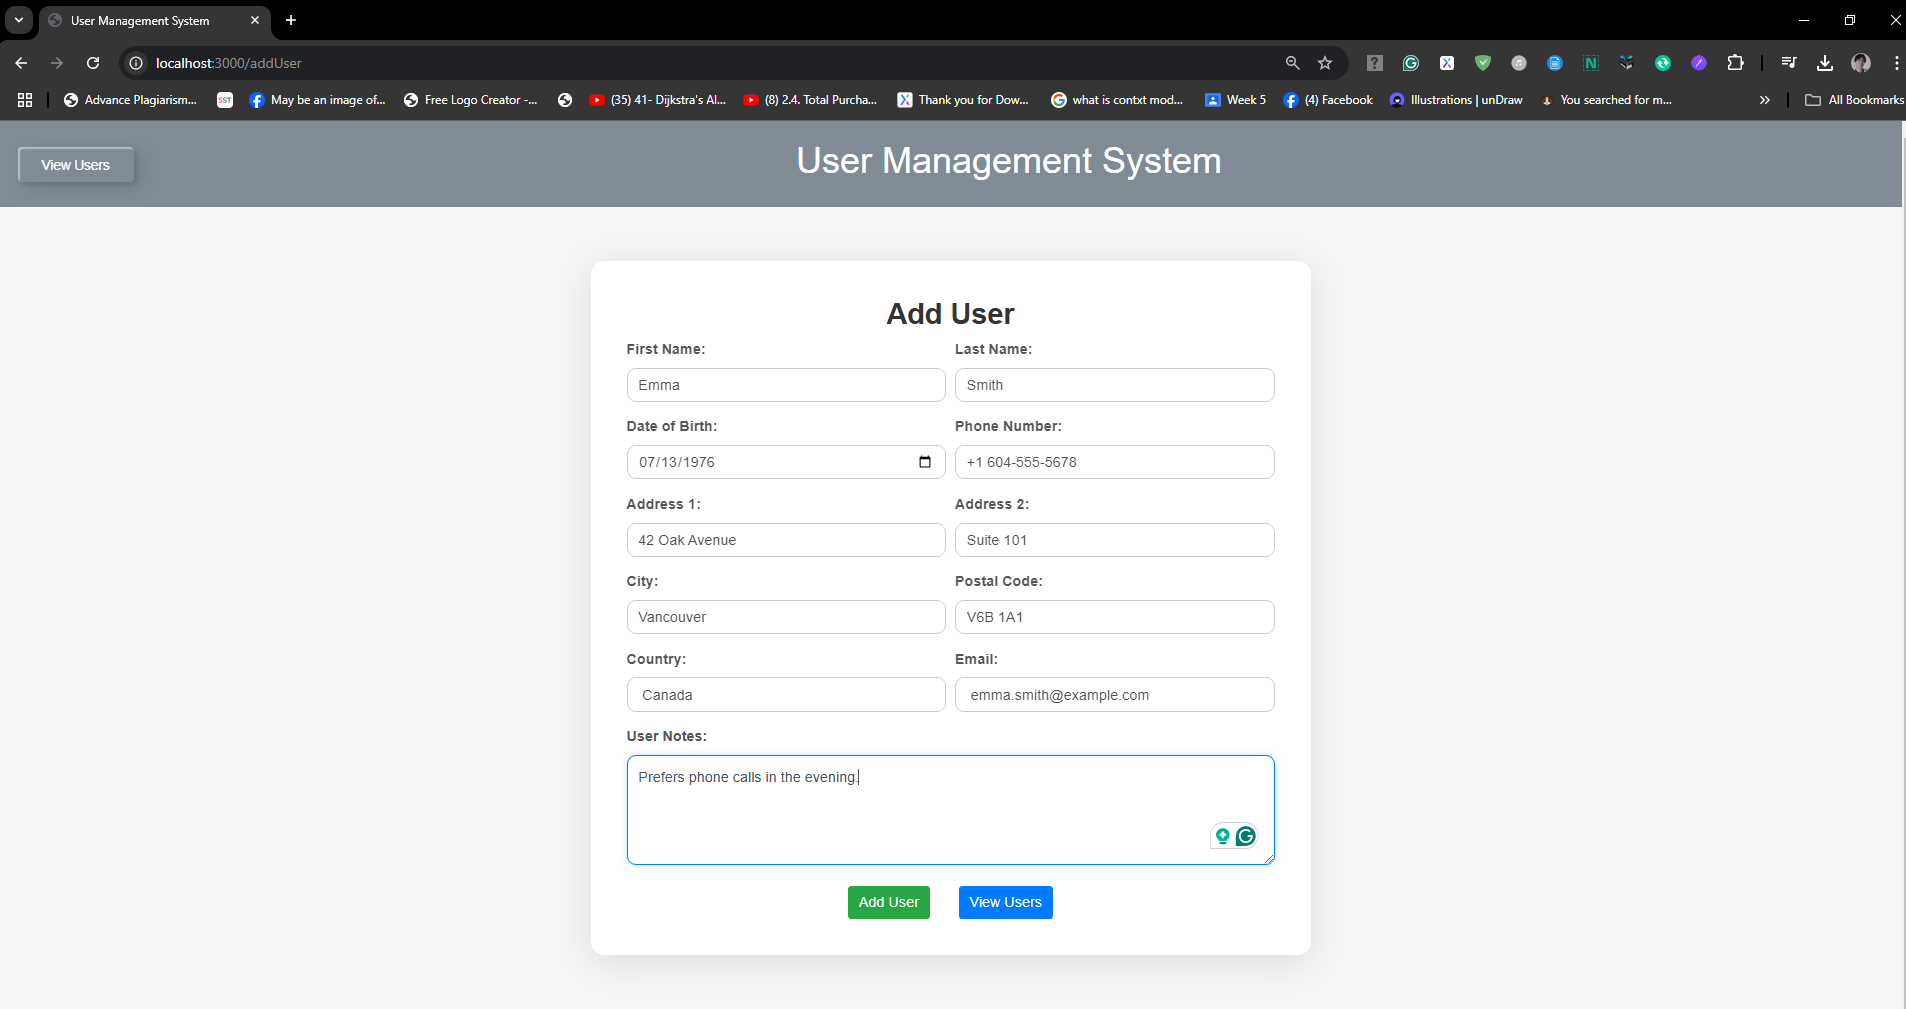 User Management System
localhost:3000/addUser
Advance Plagiarism...
SST
May be an image of...
Free Logo Creator -...
(35) 41- Dijkstra's Al...
(8) 2.4. Total Purcha...
Thank you for Dow...
what is contxt mod...
Week 5
(4) Facebook
Illustrations | unDraw
You searched for m...
All Bookmarks
View Users
User Management System
Add User
First Name: Last Name:
Emma Smith
Date of Birth: Phone Number:
07/13/1976 +1 604-555-5678
Address 1: Address 2:
42 Oak Avenue Suite 101
City: Postal Code:
Vancouver V6B 1A1
Country: Email:
Canada emma.smith@example.com
User Notes:
Prefers phone calls in the evening.
Add User View Users